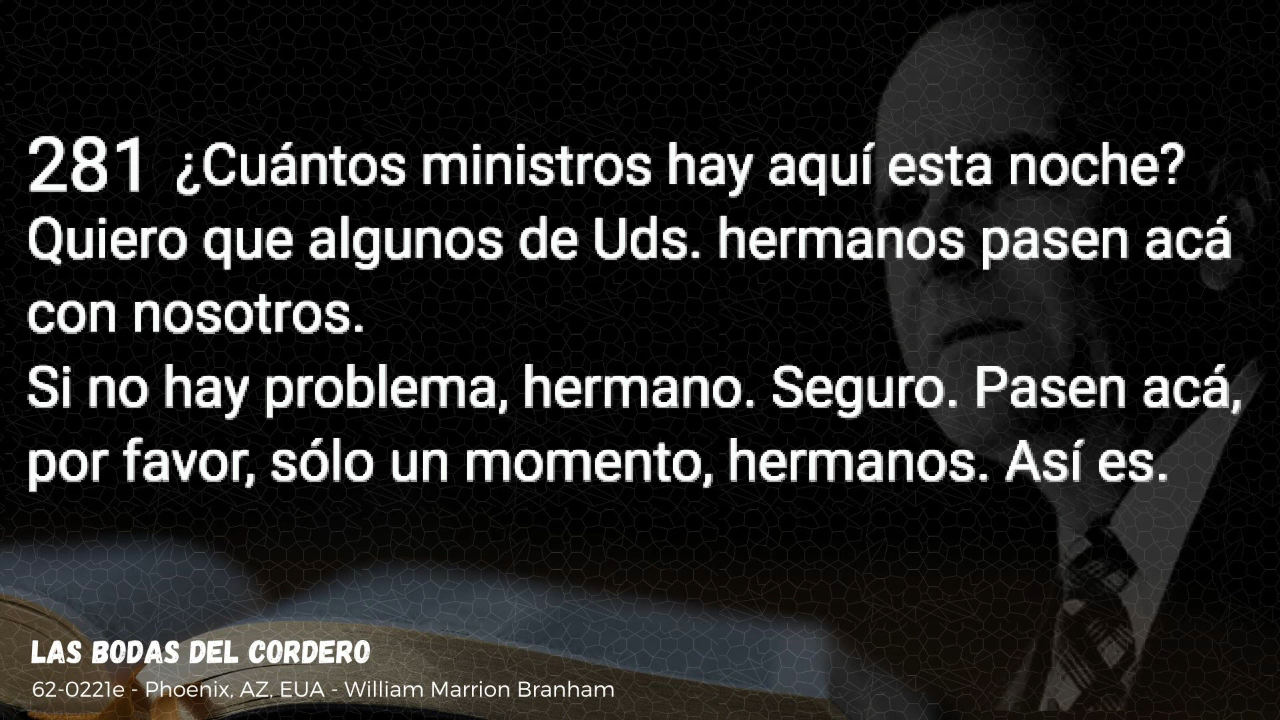 281 ¿Cuántos ministros hay aquí esta noche?
Quiero que algunos de Uds. hermanos pasen acá
con nosotros.
Si no hay problema, hermano. Seguro. Pasen acá,
por favor, sólo un momento, hermanos. Así es.
LAS BODAS DEL CORDERO
62-0221e - Phoenix, AZ, EUA - William Marrion Branham